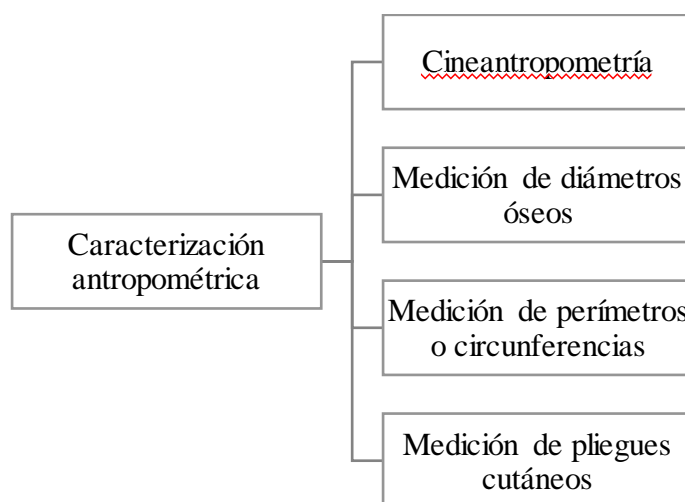 Cineantropometría
Medición de diámetros
óseos
Caracterización
antropométrica
Medición de perímetros
o circunferencias
Medición de pliegues
cutáneos